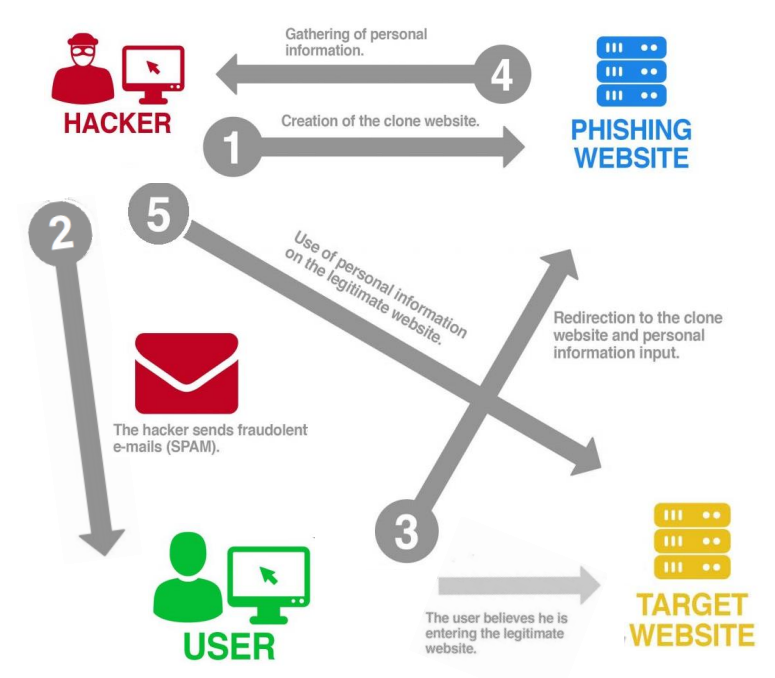 Gathering of personal
information.
4
HACKER
1
Creation of the clone website.
PHISHING
WEBSITE
2
5
Use of personal information
on the legitimate website.
Redirection to the clone
website and personal
information input.
The hacker sends fraudolent
e-mails (SPAM).
3
USER
The user believes he is
entering the legitimate
website.
TARGET
WEBSITE